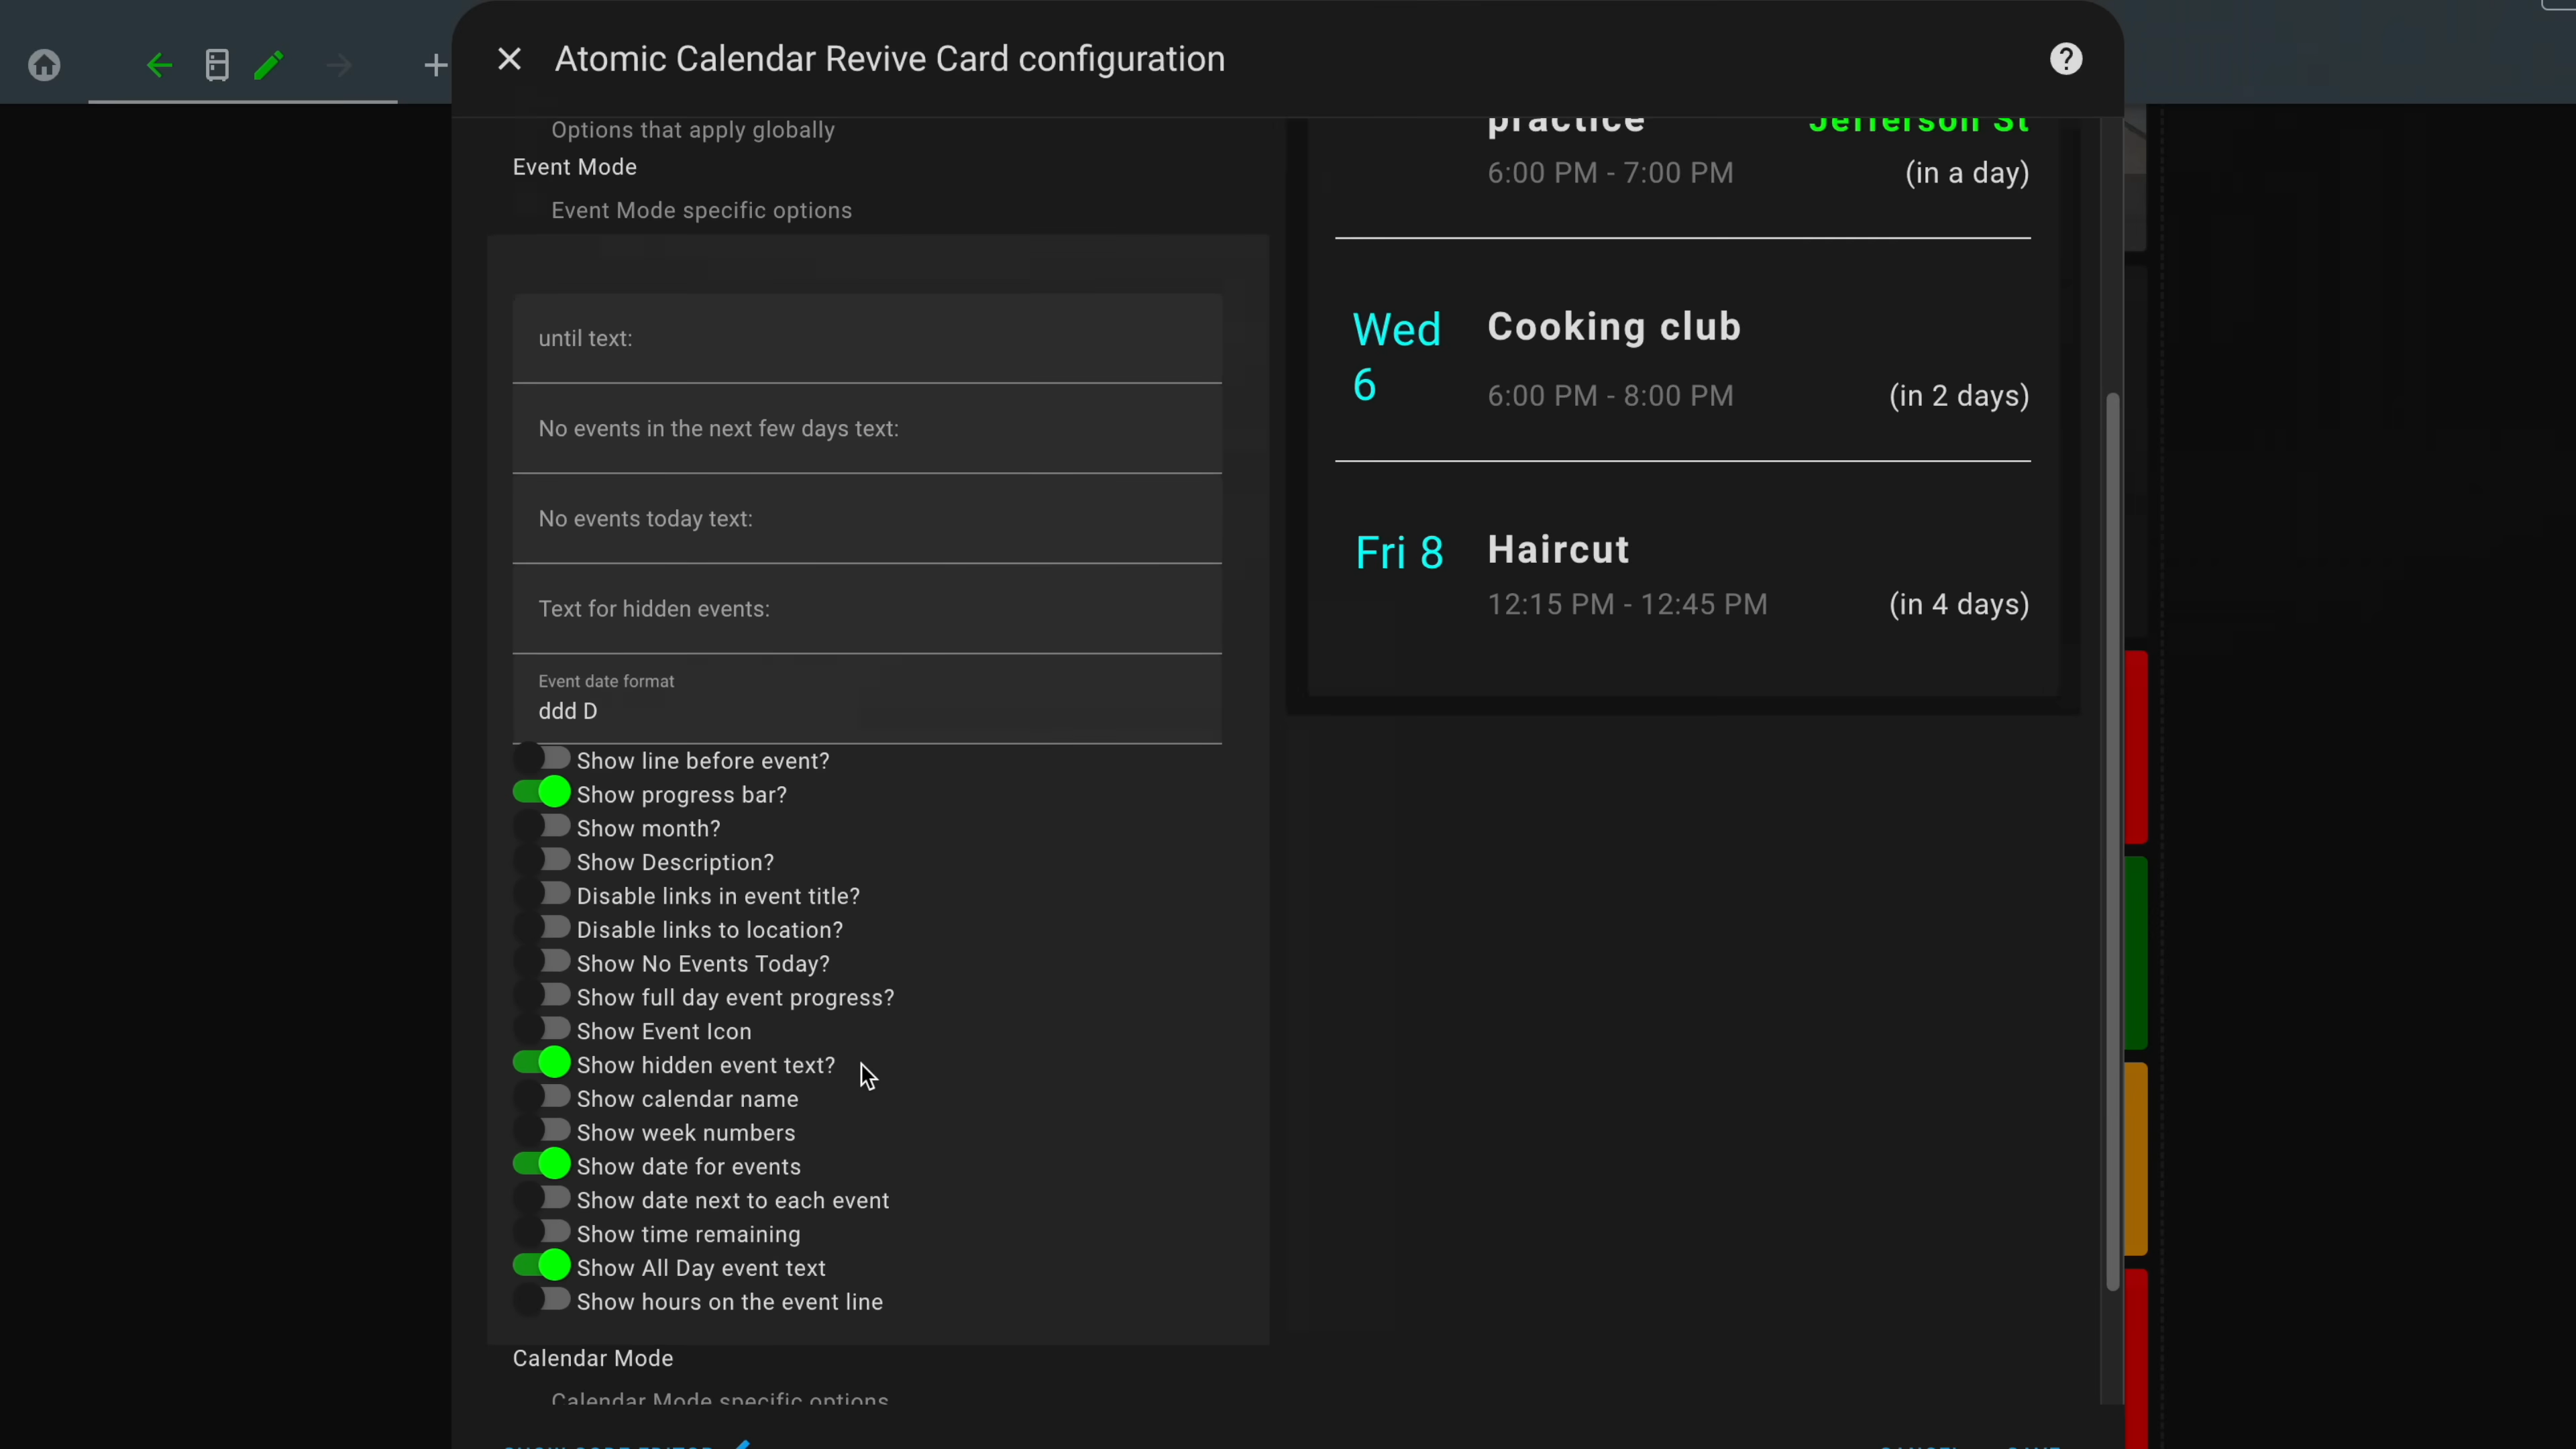 Atomic Calendar Revive Card configuration
Options that apply globally
Event Mode
Event Mode specific options
until text:
No events in the next few days text:
No events today text:
Text for hidden events:
Event date format
ddd D
Show line before event?
Show progress bar?
Show month?
Show Description?
Disable links in event title?
Disable links to location?
Show No Events Today?
Show full day event progress?
Show Event Icon
Show hidden event text?
Show calendar name
Show week numbers
Show date for events
Show date next to each event
Show time remaining
Show All Day event text
Show hours on the event line
Calendar Mode
Calendar Mode specific options
practice Jefferson St
6:00 PM - 7:00 PM (in a day)
Wed Cooking club
6 6:00 PM - 8:00 PM (in 2 days)
Fri 8 Haircut
12:15 PM - 12:45 PM (in 4 days)